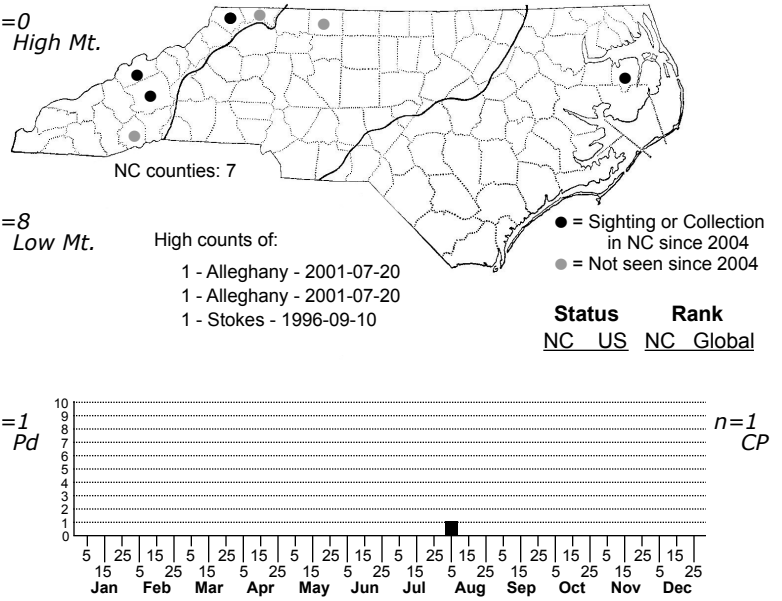 =0
High Mt.
NC counties: 7
=8
Low Mt.
High counts of:
1 - Alleghany - 2001-07-20
1 - Alleghany - 2001-07-20
1 - Stokes - 1996-09-10
= Sighting or Collection
in NC since 2004
= Not seen since 2004
Status Rank
NC US NC Global
=1
Pd
n=1
CP
10
9
8
7
6
5
4
3
2
1
0
5 15 25 5 15 25 5 15 25 5 15 25 5 15 25 5 15 25 5 15 25 5 15 25 5 15 25 5 15 25 5 15 25 5 15 25
Jan Feb Mar Apr May Jun Jul Aug Sep Oct Nov Dec